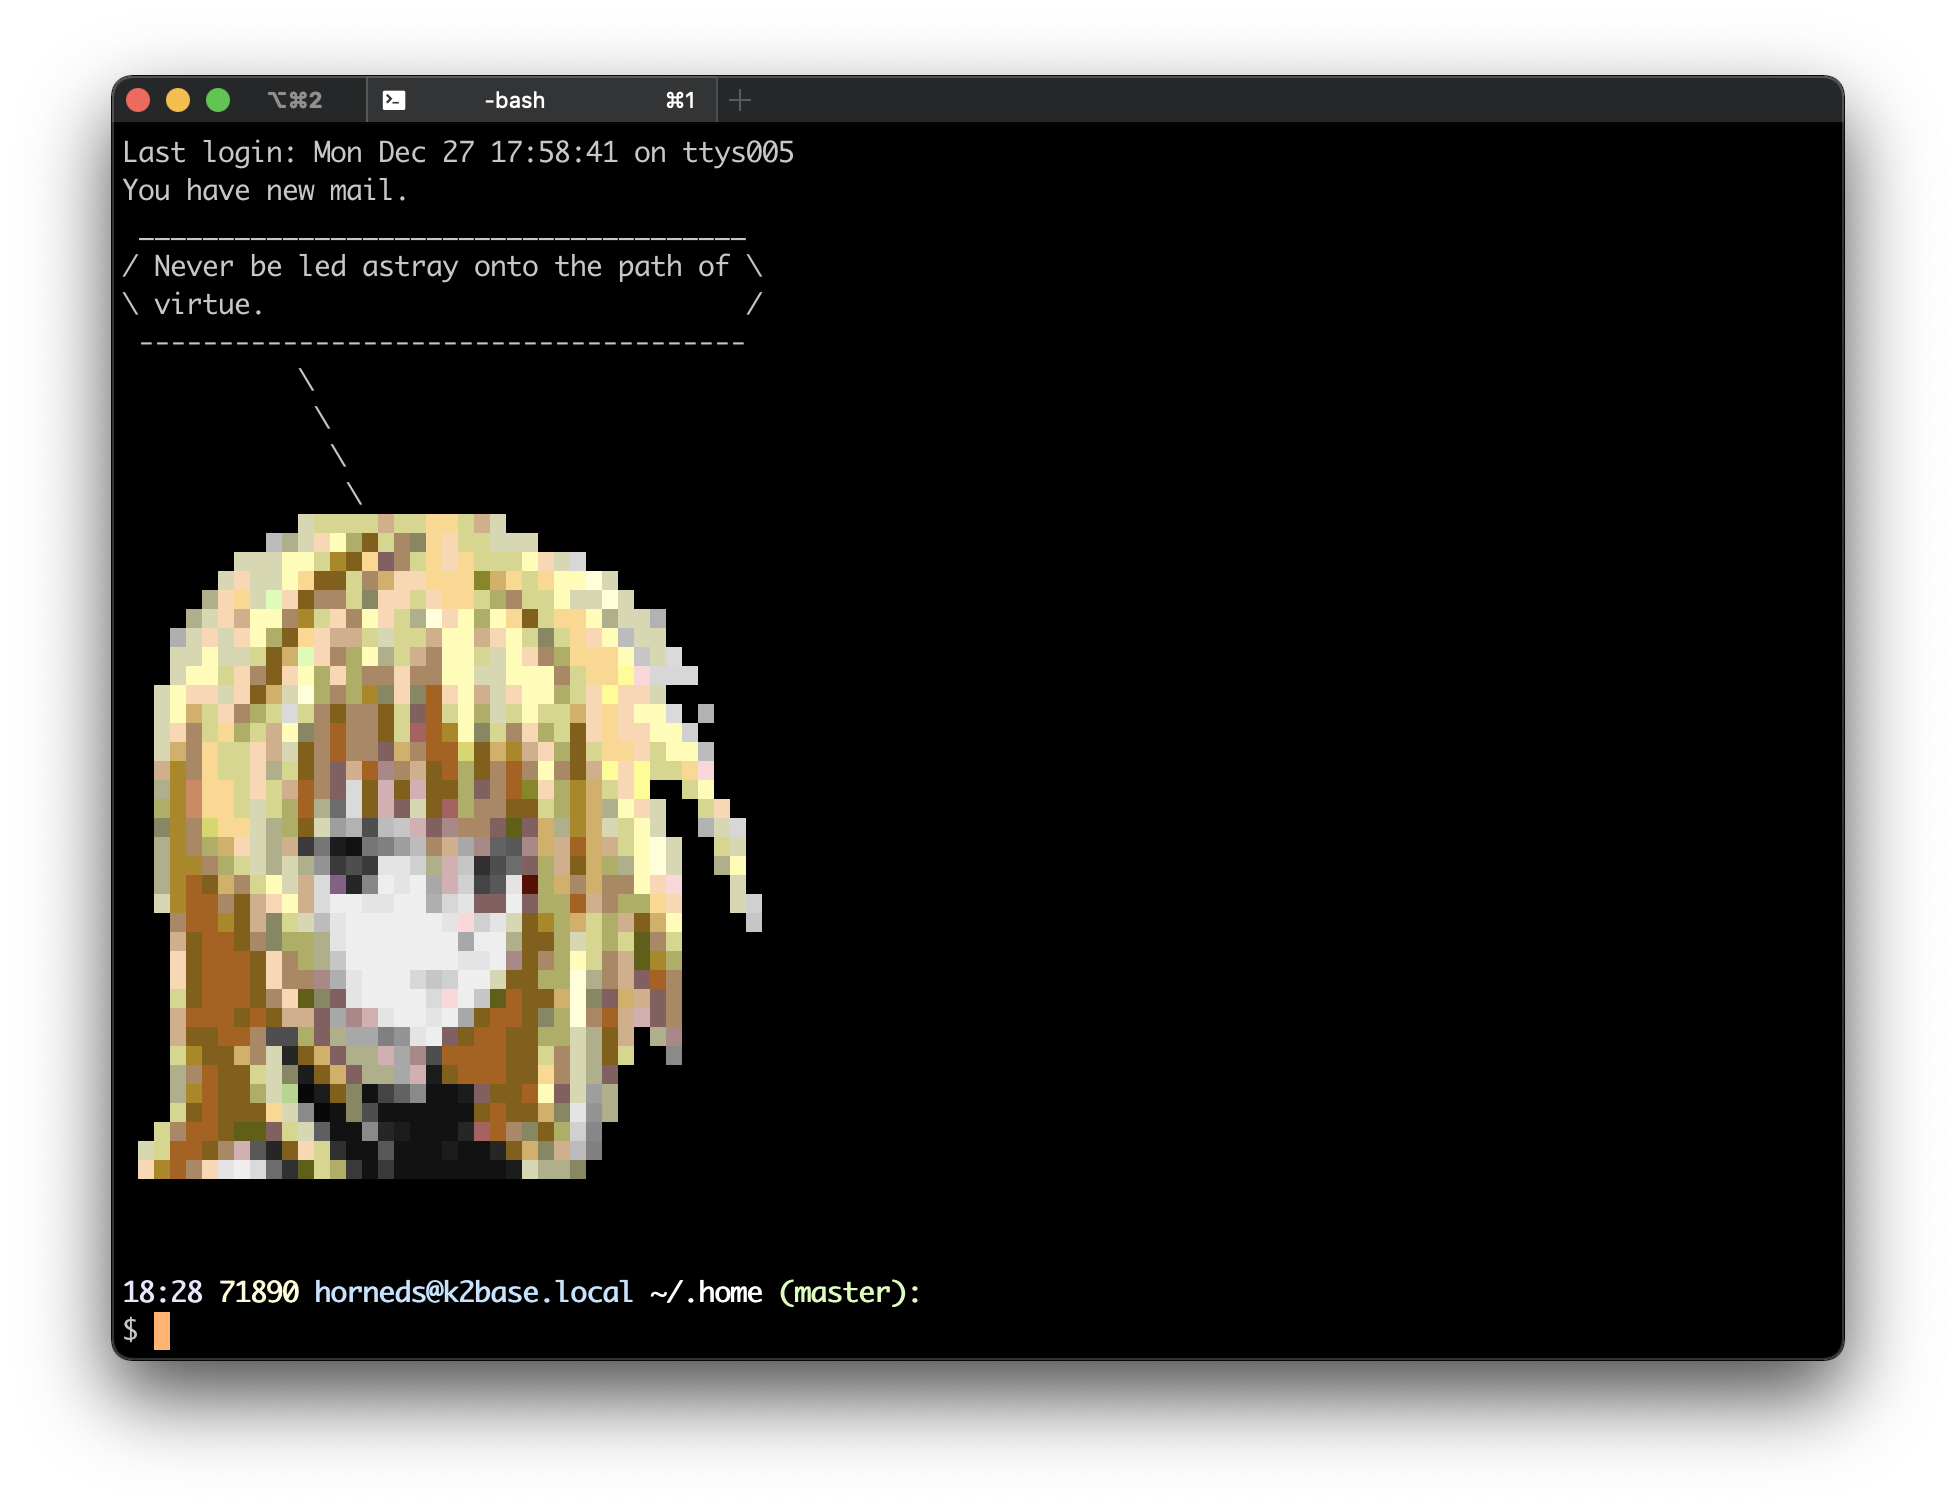 ⌥⌘2 -bash ⌘1 +
Last login: Mon Dec 27 17:58:41 on ttys005
You have new mail.
 ______________________________________
/ Never be led astray onto the path of \
\ virtue.                              /
 --------------------------------------
           \
            \
             \
              \
18:28 71890 horneds@k2base.local ~/.home (master):
$